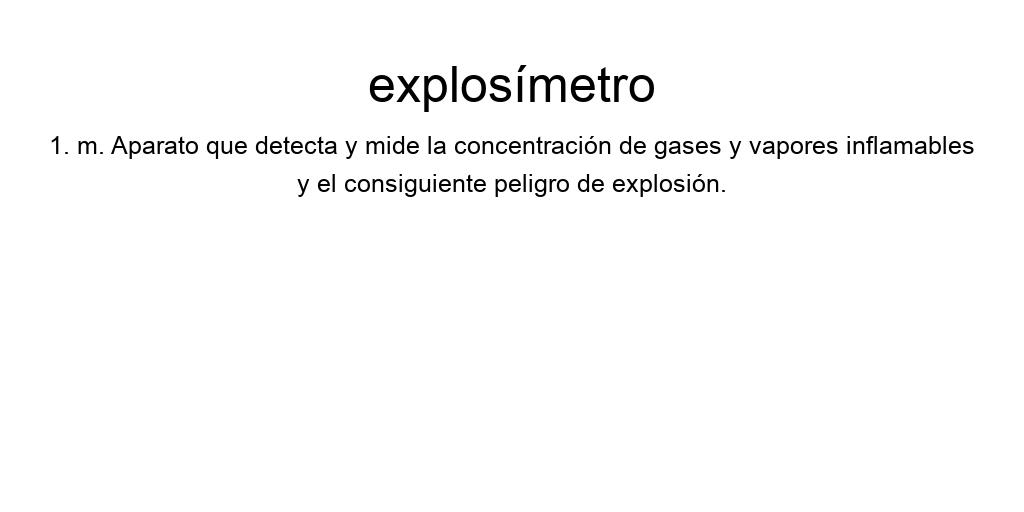 explosímetro
1. m. Aparato que detecta y mide la concentración de gases y vapores inflamables
y el consiguiente peligro de explosión.